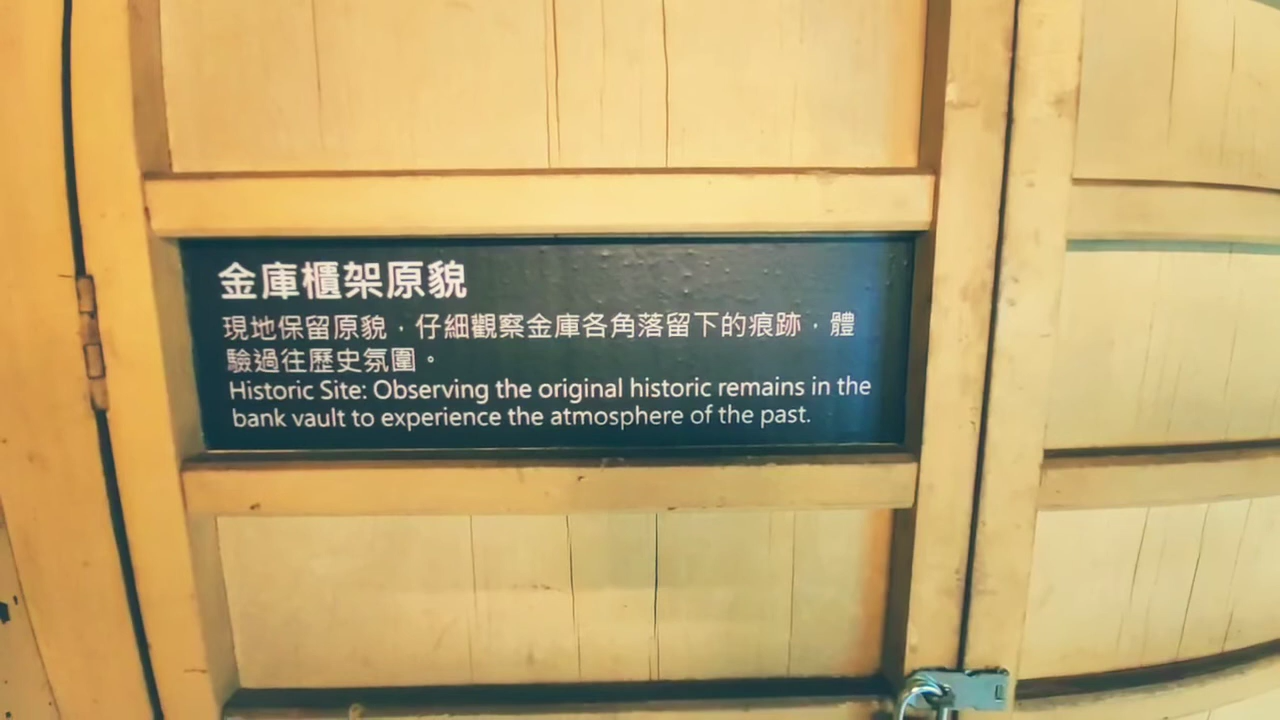 金庫櫃架原貌
現地保留原貌，仔細觀察金庫各角落留下的痕跡，體
驗過往歷史氛圍。
Historic Site: Observing the original historic remains in the
bank vault to experience the atmosphere of the past.